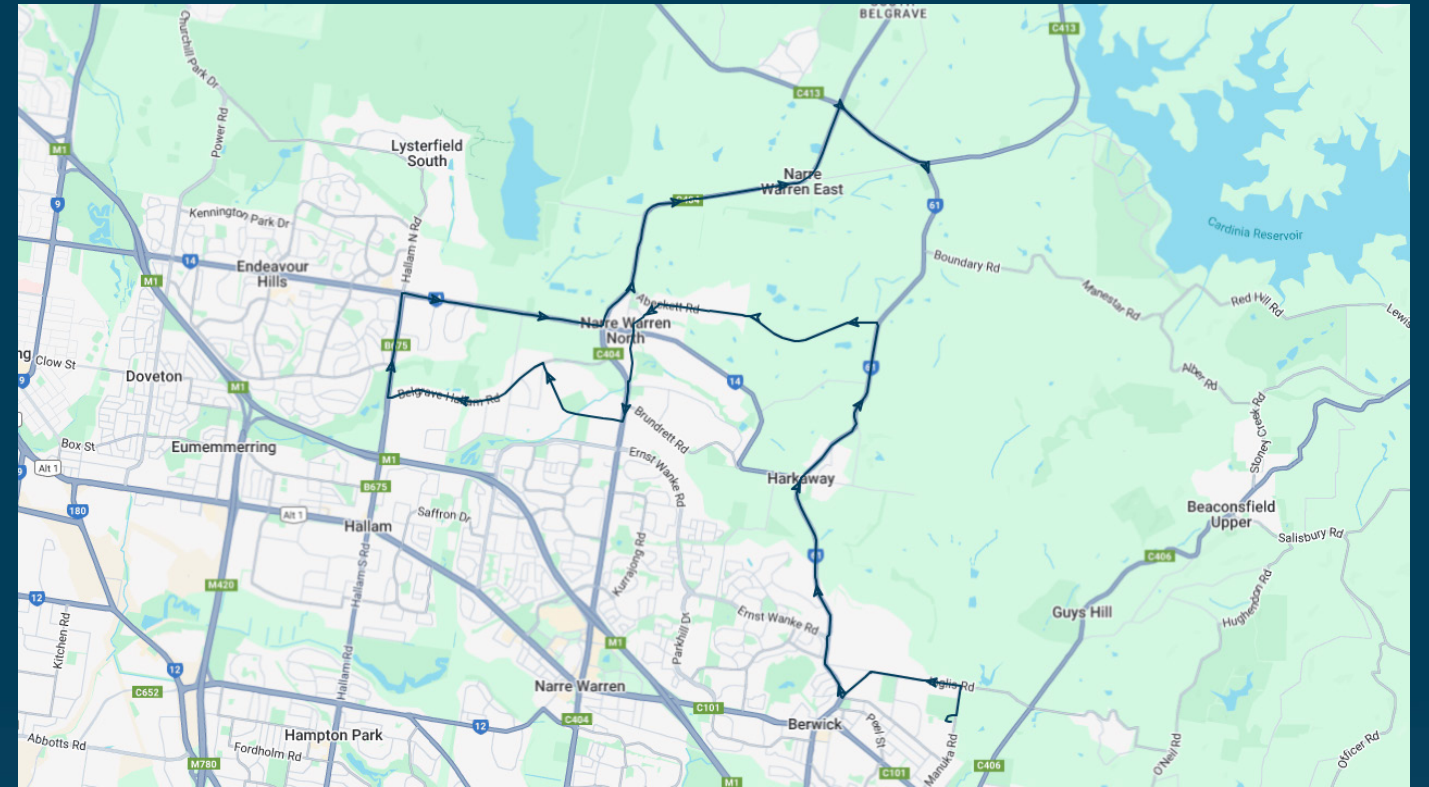 SOUTH
BELGRAVE
C413
Churchill Park Dr
C413
Power Rd
M1
Lysterfield
South
Narre
Warren East
9
C404
61
Kennington Park Dr
Hallam N Rd
Cardinia Reservoir
14
Endeavour
Hills
Boundary Rd
M1
Manestar Rd
Red Hill Rd
Abeckett Rd
Narre Warren
North
C404
B675
Clow St
Doveton
M1
14
Alber Rd
Belgrave Hallam Rd
Brundrett Rd
Stoney Creek Rd
Box St
Eumemmerring
M1
Ernst Wanke Rd
Alt 1
9
Harkaway
B675
180
Alt 1
Saffron Dr
Hallam
Beaconsfield
Upper
Salisbury Rd
Kurrajong Rd
C406
Hallam S Rd
M420
12
Hughendon Rd
Guys Hill
Ernst Wanke Rd
Kitchen Rd
Parkhill Dr
M1
12
Hallam Rd
Narre Warren
C652
C101
Berwick
Peel St
C404
12
Hampton Park
Abbotts Rd
Fordholm Rd
M780
M1
C101
Manuka Rd
C406
O'Neil Rd
Officer Rd